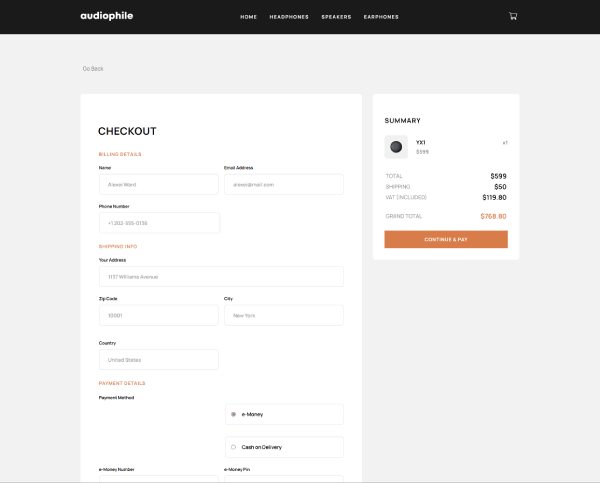 audiophile
HOME HEADPHONES SPEAKERS EARPHONES
Go Back
CHECKOUT
BILLING DETAILS
Name Email Address
Alexei Ward alexei@mail.com
Phone Number
+1 202-555-0136
SHIPPING INFO
Your Address
1137 Williams Avenue
Zip Code City
10001 New York
Country
United States
PAYMENT DETAILS
Payment Method
e-Money
Cash on Delivery
e-Money Number e-Money Pin
SUMMARY
YX1 x1
$599
TOTAL $599
SHIPPING $50
VAT (INCLUDED) $119.80
GRAND TOTAL $768.80
CONTINUE & PAY